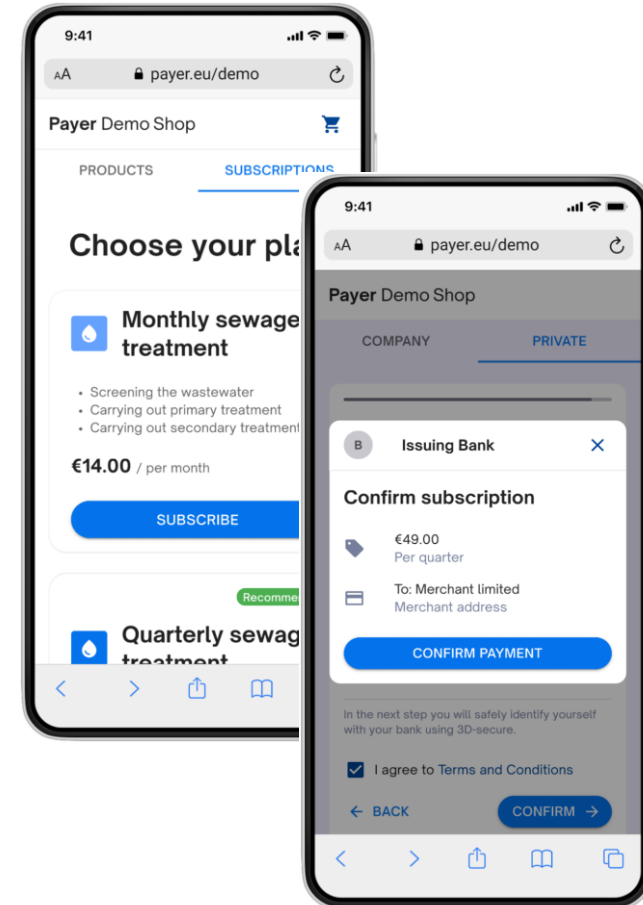 9:41
AA payer.eu/demo
Payer Demo Shop
PRODUCTS SUBSCRIPTIONS
Choose your
Monthly sewage
treatment
• Screening the wastewater
• Carrying out primary treatment
• Carrying out secondary treatment
€14.00 / per month
SUBSCRIBE
Quarterly
treatment
9:41
AA payer.eu/demo
Payer Demo Shop
COMPANY PRIVATE
B Issuing Bank
Confirm subscription
€49.00
Per quarter
To: Merchant limited
Merchant address
CONFIRM PAYMENT
In the next step you will safely identify yourself
with your bank using 3D-secure.
I agree to Terms and Conditions
BACK CONFIRM